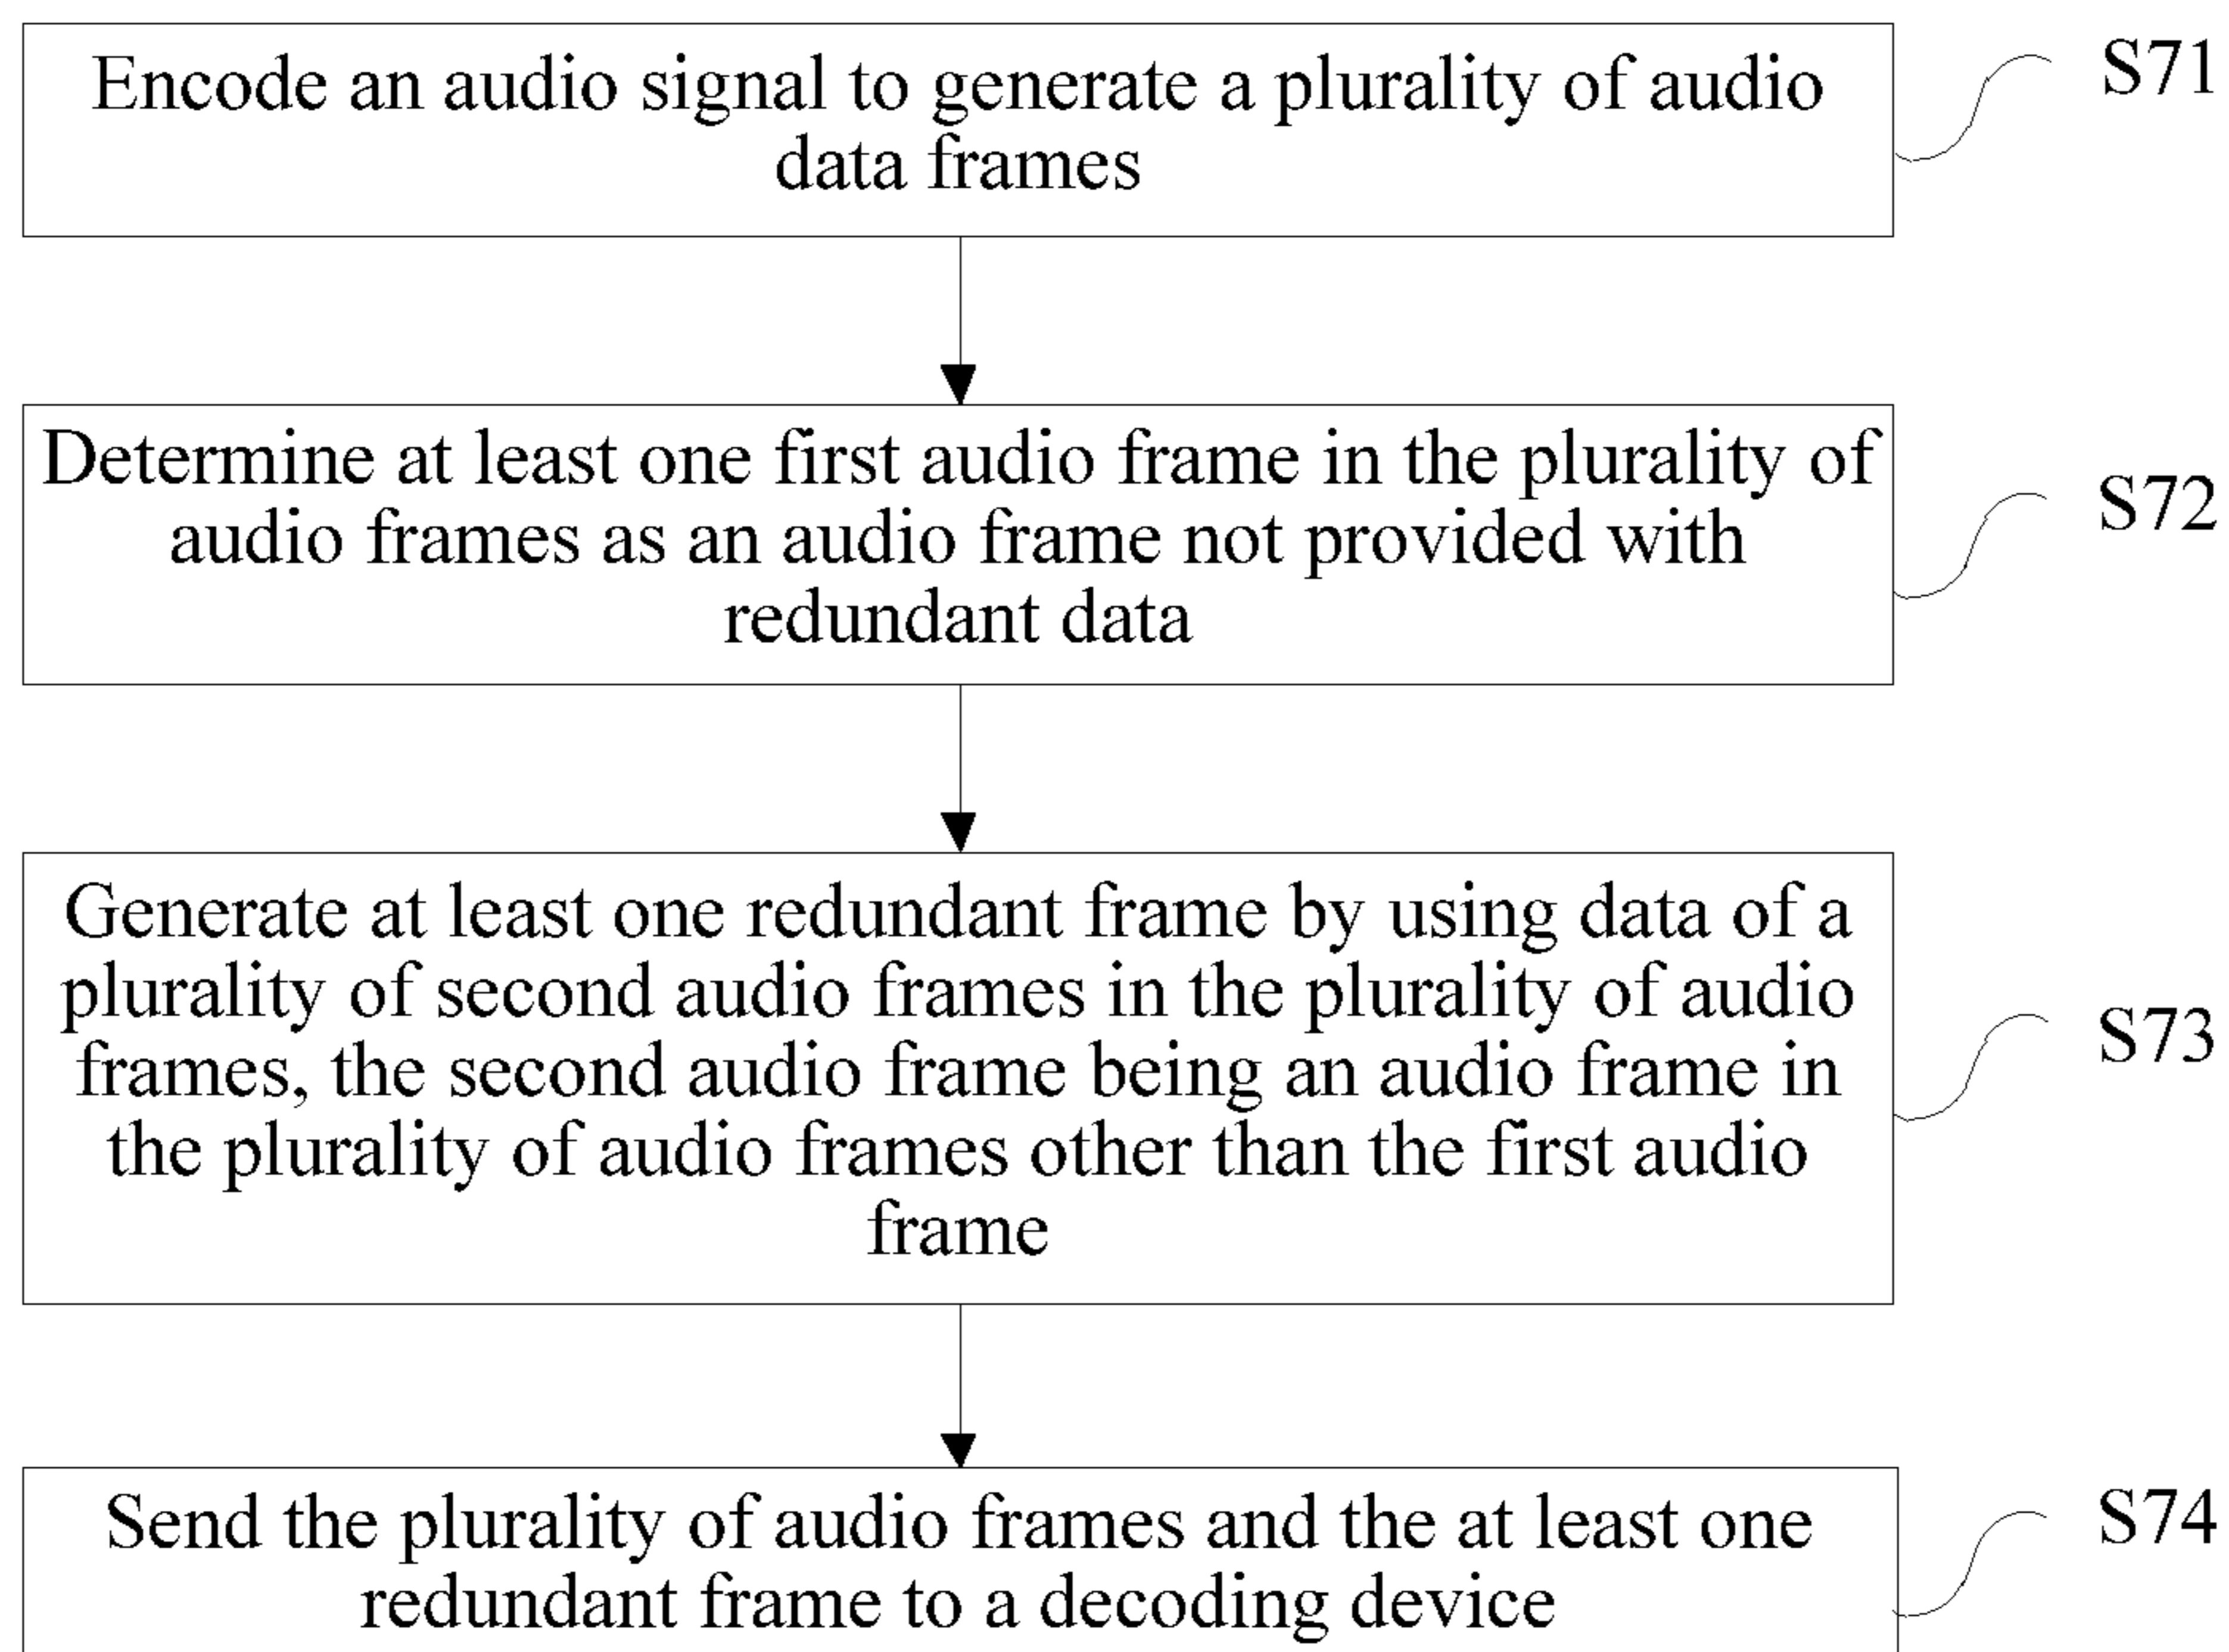 Encode an audio signal to generate a plurality of audio
data frames
S71
Determine at least one first audio frame in the plurality of
audio frames as an audio frame not provided with
redundant data
S72
Generate at least one redundant frame by using data of a
plurality of second audio frames in the plurality of audio
frames, the second audio frame being an audio frame in
the plurality of audio frames other than the first audio
frame
S73
Send the plurality of audio frames and the at least one
redundant frame to a decoding device
S74